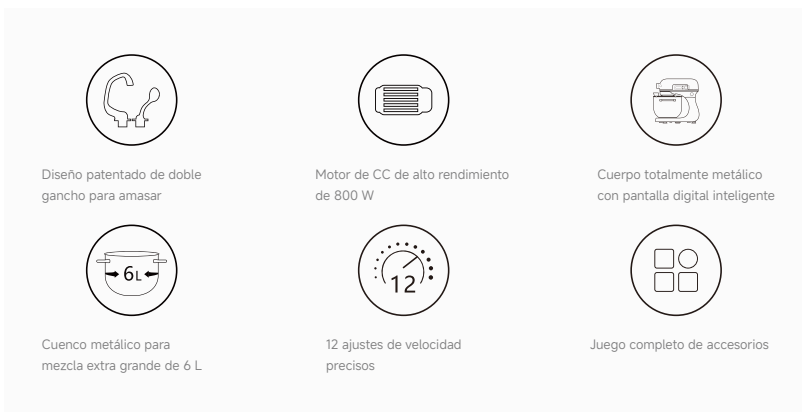 Diseño patentado de doble
gancho para amasar
Motor de CC de alto rendimiento
de 800 W
Cuerpo totalmente metálico
con pantalla digital inteligente
6L
Cuenco metálico para
mezcla extra grande de 6 L
12
12 ajustes de velocidad
precisos
Juego completo de accesorios